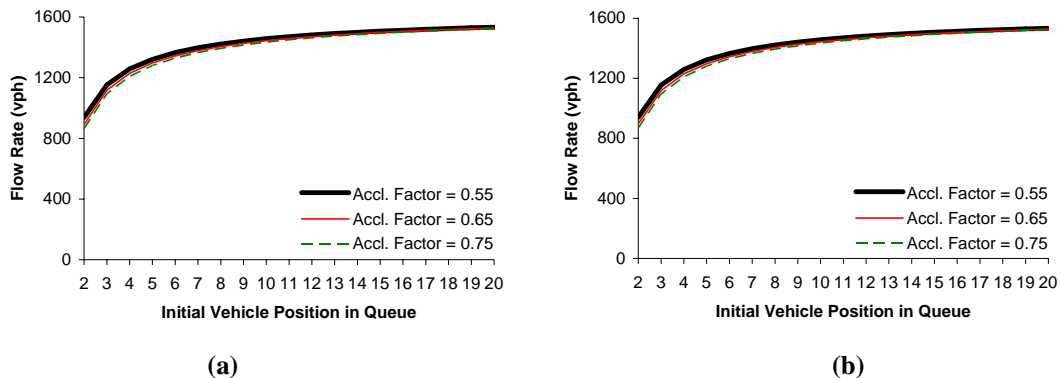 1600
1200
800
400
0
Flow Rate (vph)
Accl. Factor = 0.55
Accl. Factor = 0.65
Accl. Factor = 0.75
2 3 4 5 6 7 8 9 10 11 12 13 14 15 16 17 18 19 20
Initial Vehicle Position in Queue
(a)
1600
1200
800
400
0
Flow Rate (vph)
Accl. Factor = 0.55
Accl. Factor = 0.65
Accl. Factor = 0.75
2 3 4 5 6 7 8 9 10 11 12 13 14 15 16 17 18 19 20
Initial Vehicle Position in Queue
(b)